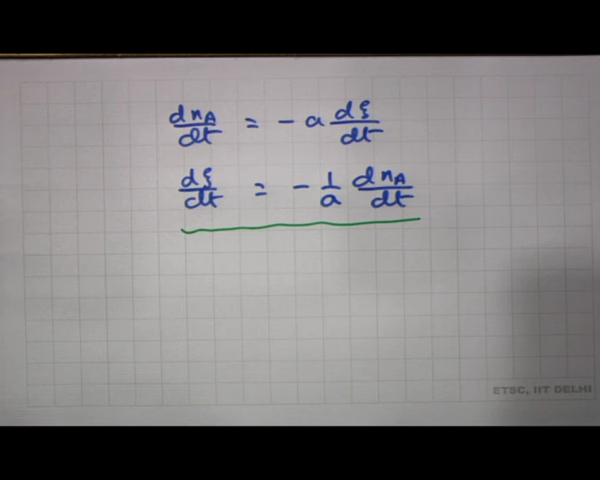 dn_A/dt = - a dξ/dt
dξ/dt = - 1/a dn_A/dt
ETSC, IIT DELHI